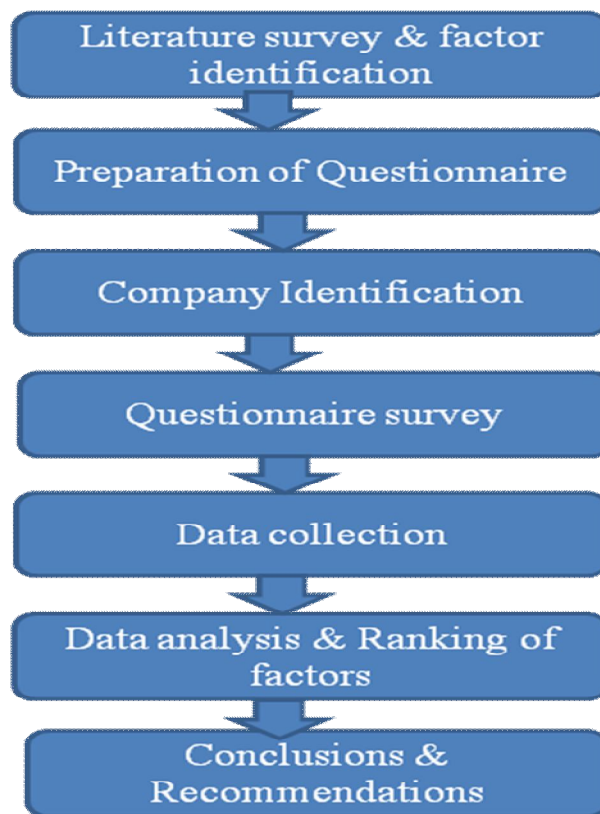 Literature survey & factor
identification
Preparation of Questionnaire
Company Identification
Questionnaire survey
Data collection
Data analysis & Ranking of
factors
Conclusions &
Recommendations